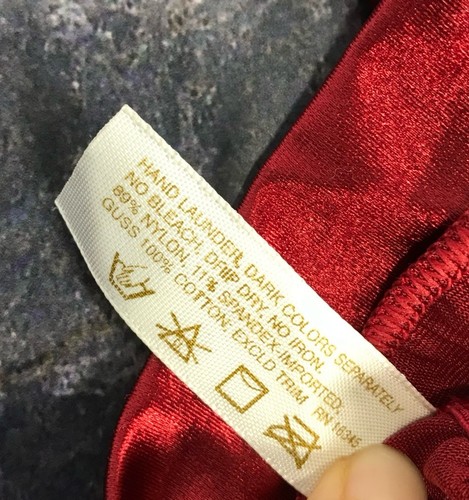 HAND LAUNDER, DARK COLORS SEPARATELY
NO BLEACH, DRIP DRY, NO IRON.
89% NYLON, 11% SPANDEX-IMPORTED,
GUSS 100% COTTON-EXCLD TRIM RN 16345